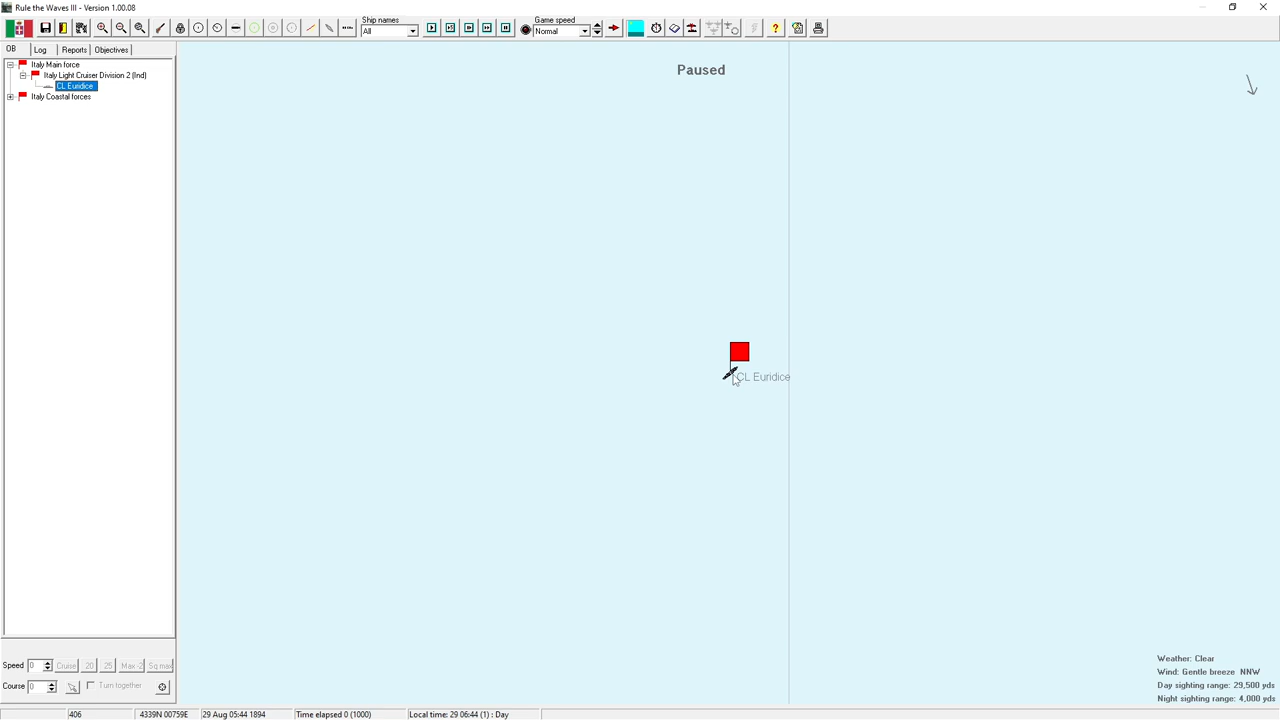 Rule the Waves III - Version 1.00.08
Ship names
All
Game speed
Normal
OB
Log
Reports
Objectives
Italy Main force
Italy Light Cruiser Division 2 (Ind)
CL Euridice
Italy Coastal forces
Paused
CL Euridice
Speed 0 Cruise 20 25 Max -2 Sq max
Course 0 Turn together
Weather: Clear
Wind: Gentle breeze NNW
Day sighting range: 29,500 yds
Night sighting range: 4,000 yds
406 4339N 00759E 29 Aug 05:44 1894 Time elapsed 0 (1000) Local time: 29 06:44 (1) : Day